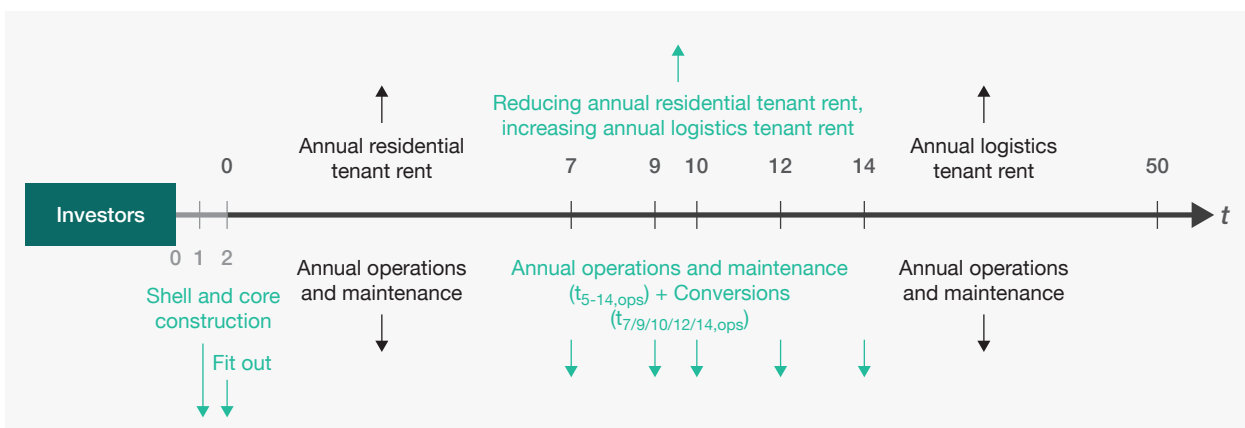 Reducing annual residential tenant rent,
increasing annual logistics tenant rent
Annual residential
tenant rent
Annual logistics
tenant rent
0
7
9
10
12
14
50
Investors
t
0
1
2
Shell and core
construction
Fit out
Annual operations
and maintenance
Annual operations and maintenance
(t5-14,ops) + Conversions
(t7/9/10/12/14,ops)
Annual operations
and maintenance